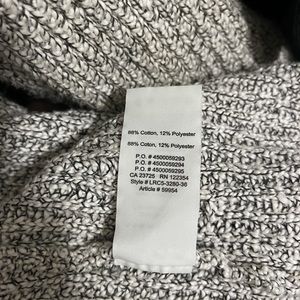 88% Cotton, 12% Polyester
88% Cotton, 12% Polyester
P.O. # 4500059293
P.O. # 4500059294
P.O. # 4500059295
CA 23725 RN 122354
Style # LRC5-3280-36
Article # 59954